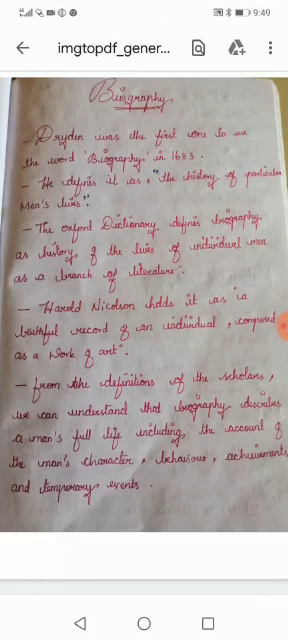 9:49
imgtopdf_gener...
Biography
- Dryden was the first one to use
the word 'Biography' in 1683.
- He defines it as, "the history of particular
Men's lives".
- The oxford Dictionary defines biography
as history of the lives of individual men
as a branch of literature".
- Harold Nicolson holds it as "a
truthful record of an individual, composed
as a work of art".
- from the definitions of the scholars,
we can understand that biography describes
a man's full life including the account of
the man's character, behaviour, achievements
and temporary events.